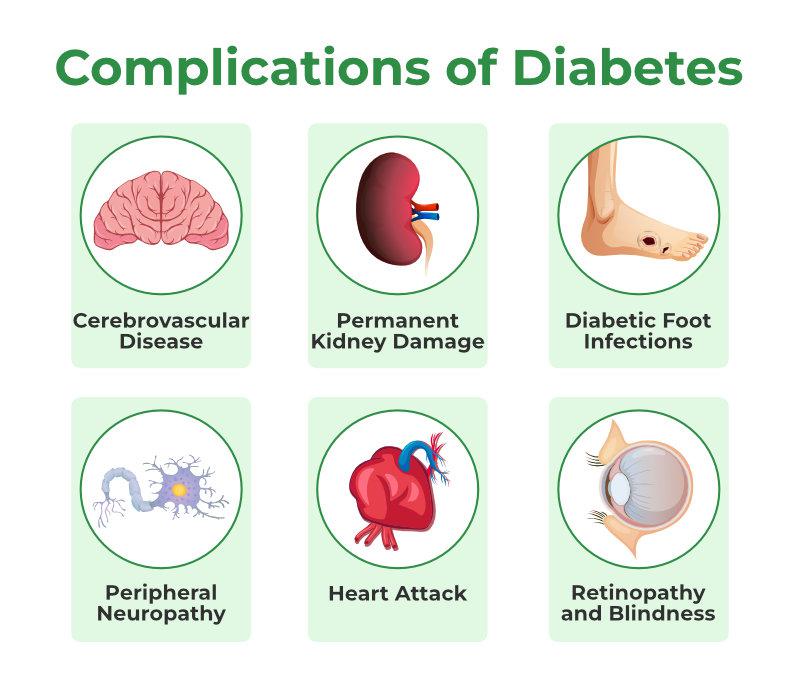 Complications of Diabetes
Cerebrovascular
Disease
Permanent
Kidney Damage
Diabetic Foot
Infections
Peripheral
Neuropathy
Heart Attack
Retinopathy
and Blindness